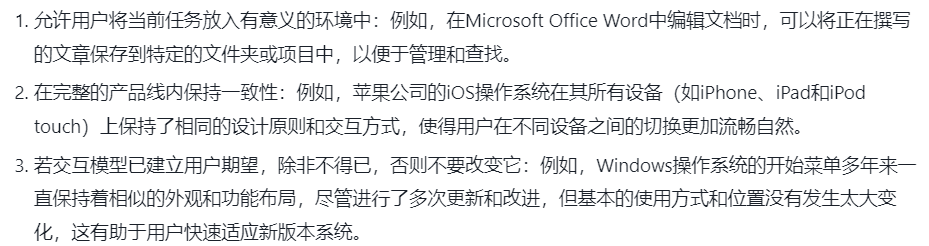 1. 允许用户将当前任务放入有意义的环境中：例如，在Microsoft Office Word中编辑文档时，可以将正在撰写
的文章保存到特定的文件夹或项目中，以便于管理和查找。
2. 在完整的产品线内保持一致性：例如，苹果公司的iOS操作系统在其所有设备（如iPhone、iPad和iPod
touch）上保持了相同的设计原则和交互方式，使得用户在不同设备之间的切换更加流畅自然。
3. 若交互模型已建立用户期望，除非不得已，否则不要改变它：例如，Windows操作系统的开始菜单多年来一
直保持着相似的外观和功能布局，尽管进行了多次更新和改进，但基本的使用方式和位置没有发生太大变
化，这有助于用户快速适应新版本系统。